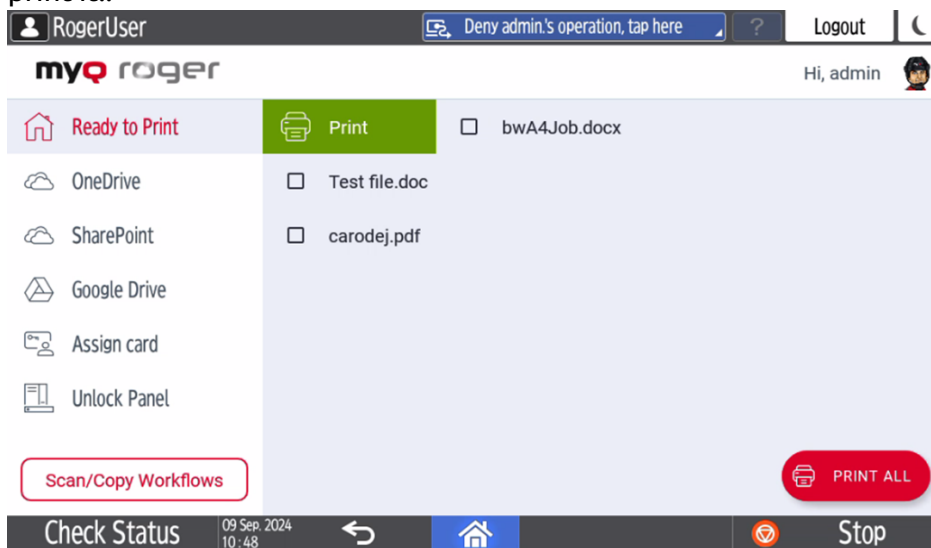 RogerUser
Deny admin.'s operation, tap here
?
Logout
myq roger
Hi, admin
Ready to Print
Print
bwA4Job.docx
OneDrive
Test file.doc
SharePoint
carodej.pdf
Google Drive
Assign card
Unlock Panel
Scan/Copy Workflows
PRINT ALL
Check Status
09 Sep. 2024
10:48
Stop